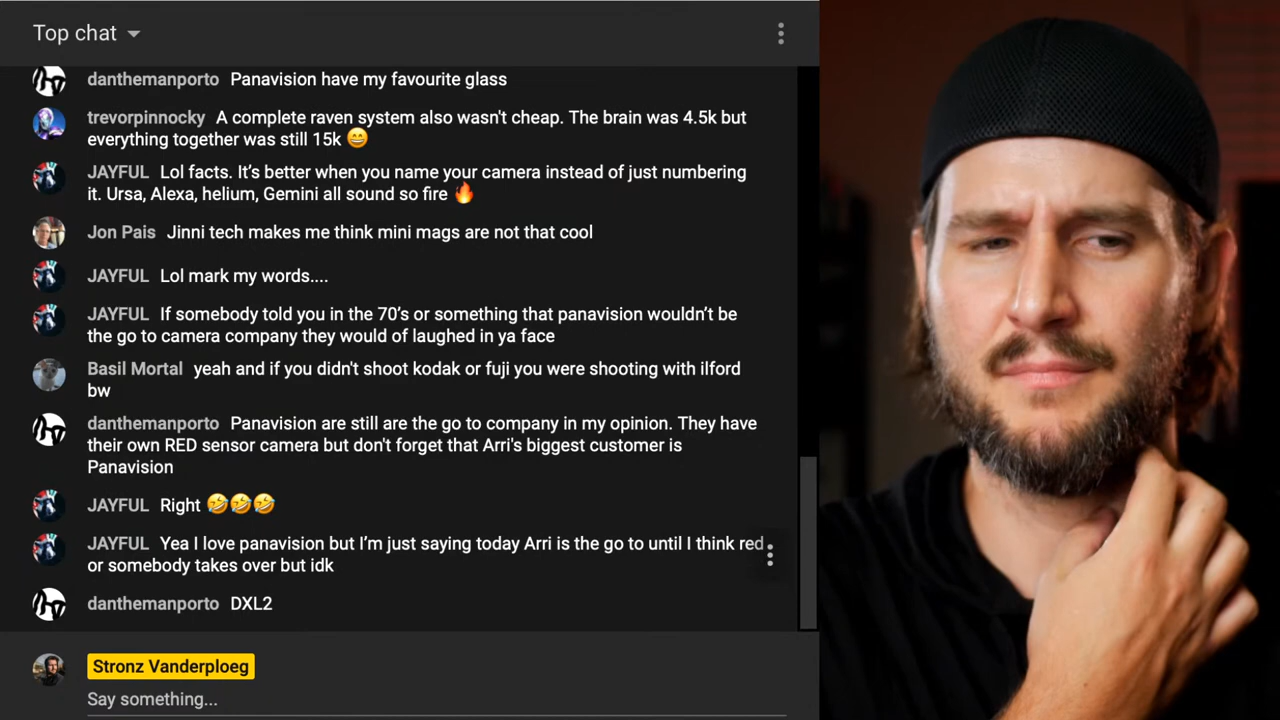 Top chat
danthemanporto Panavision have my favourite glass
trevorpinnocky A complete raven system also wasn't cheap. The brain was 4.5k but
everything together was still 15k 😄
JAYFUL Lol facts. It’s better when you name your camera instead of just numbering
it. Ursa, Alexa, helium, Gemini all sound so fire 🔥
Jon Pais Jinni tech makes me think mini mags are not that cool
JAYFUL Lol mark my words....
JAYFUL If somebody told you in the 70’s or something that panavision wouldn’t be
the go to camera company they would of laughed in ya face
Basil Mortal yeah and if you didn't shoot kodak or fuji you were shooting with ilford
bw
danthemanporto Panavision are still are the go to company in my opinion. They have
their own RED sensor camera but don't forget that Arri's biggest customer is
Panavision
JAYFUL Right 🤣🤣🤣
JAYFUL Yea I love panavision but I’m just saying today Arri is the go to until I think red
or somebody takes over but idk
danthemanporto DXL2
Stronz Vanderploeg
Say something...